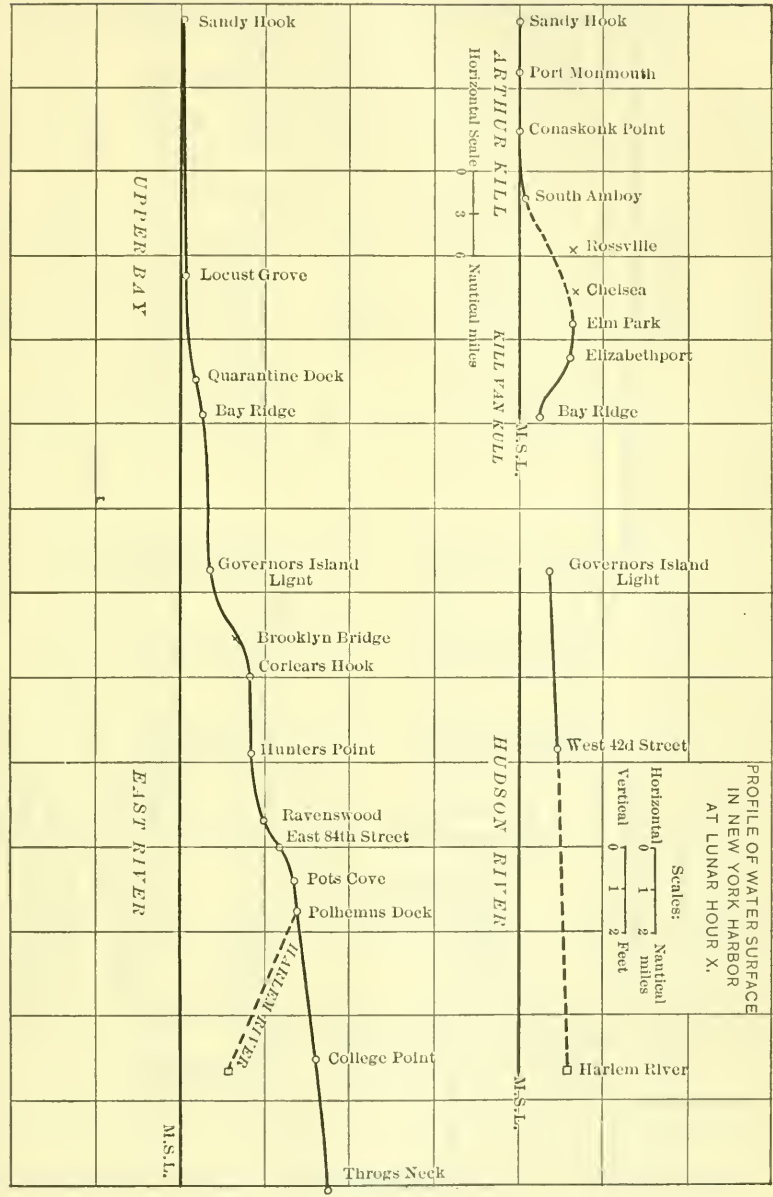 PROFILE OF WATER SURFACE
IN NEW YORK HARBOR
AT LUNAR HOUR X.
Scales:
Horizontal 0 1 2 Nautical miles
Vertical 0 1 2 Feet
Sandy Hook
Port Monmouth
Conaskonk Point
South Amboy
Rossville
Chelsea
Elm Park
Elizabethport
Bay Ridge
ARTHUR KILL
KILL VAN KULL
Horizontal Scale 0 3 6 Nautical miles
M.S.L.
Governors Island
Light
West 42d Street
Harlem River
HUDSON RIVER
M.S.L.
Sandy Hook
Locust Grove
Quarantine Dock
Bay Ridge
Governors Island
Light
Brooklyn Bridge
Corlears Hook
Hunters Point
Ravenswood
East 84th Street
Pots Cove
Polhemus Dock
HARLEM RIVER
College Point
Throgs Neck
UPPER BAY
EAST RIVER
M.S.L.